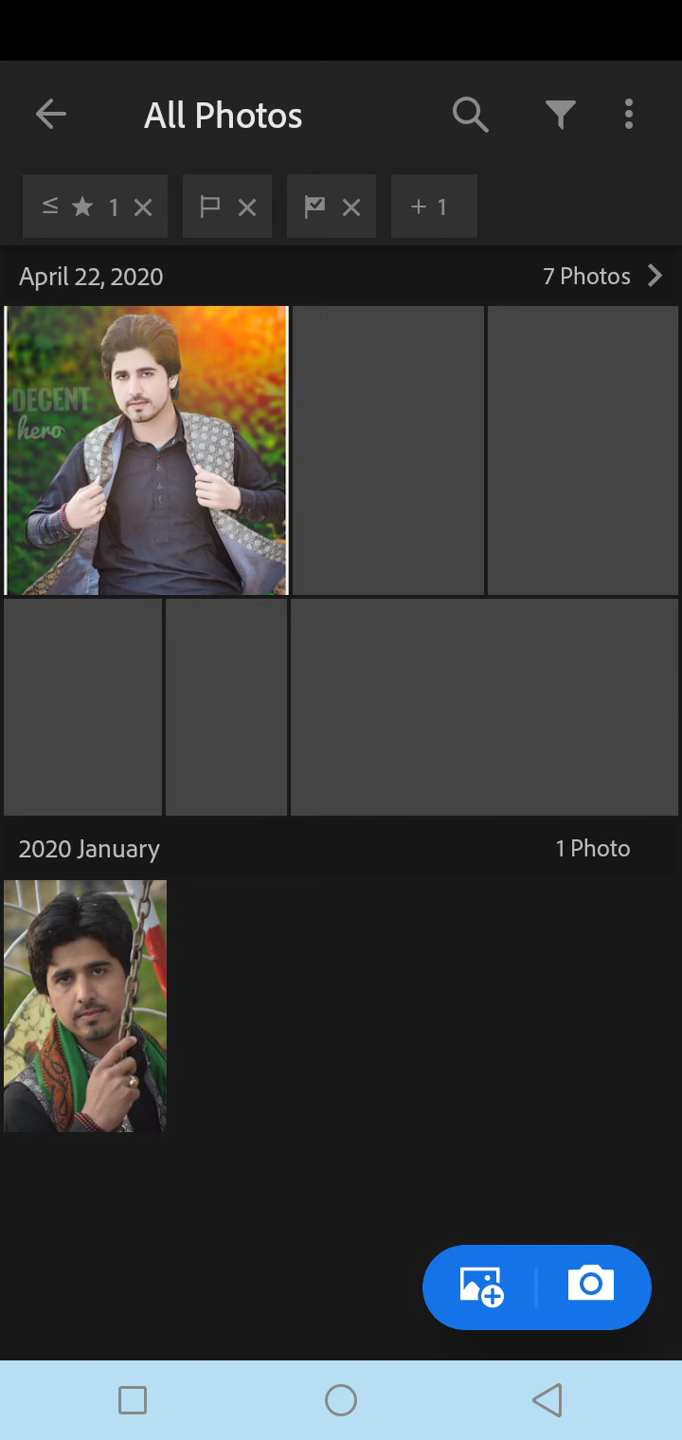 All Photos
≤ ★ 1 × × × + 1
April 22, 2020 7 Photos
DECENT
hero
2020 January 1 Photo